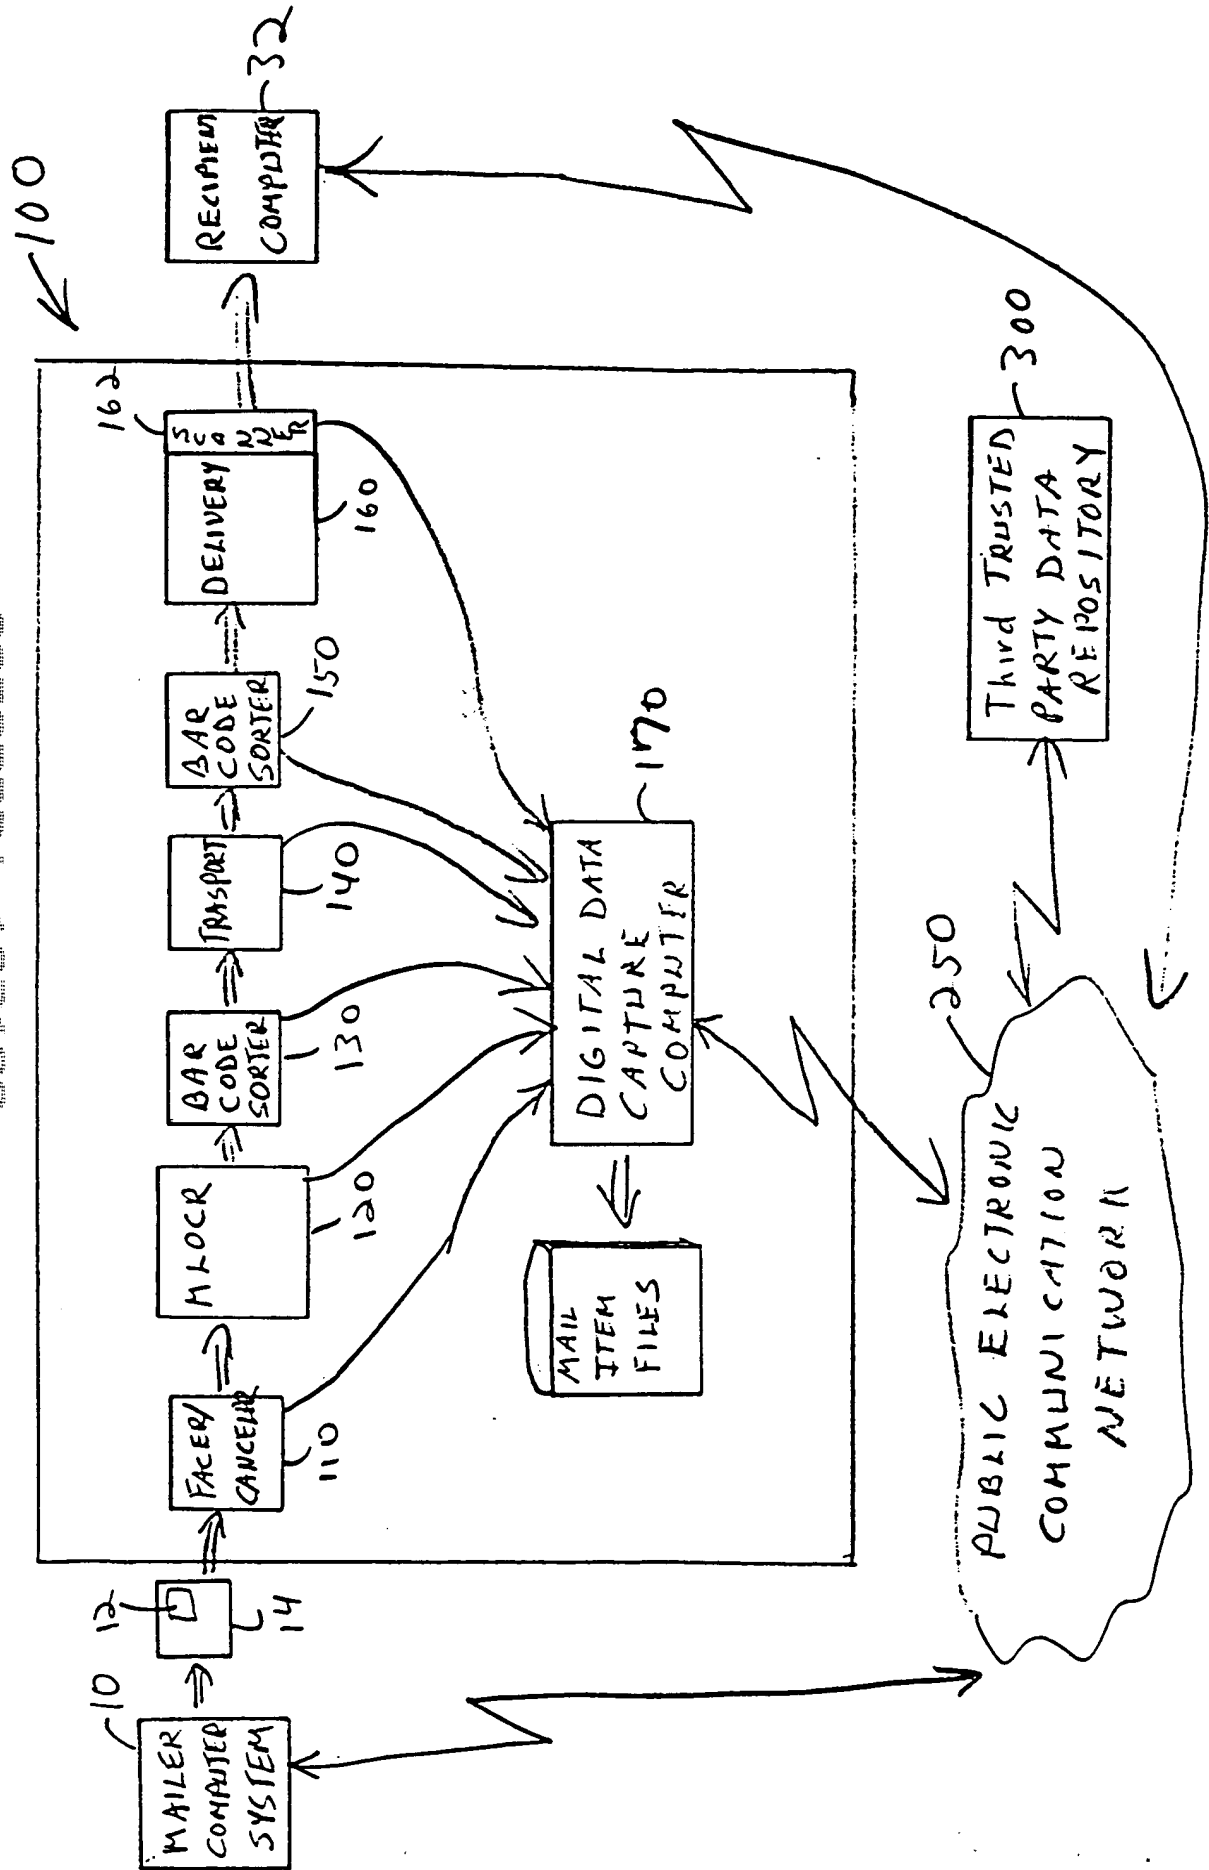 100
10
MAILER
COMPUTER
SYSTEM
12
14
FACER/
CANCELER
110
MLOCR
120
BAR
CODE
SORTER
130
TRASPORT
140
BAR
CODE
SORTER
150
DELIVERY
160
SCANNER
162
RECIPIENT
COMPUTER
32
DIGITAL DATA
CAPTURE
COMPUTER
170
MAIL
ITEM
FILES
PUBLIC ELECTRONIC
COMMUNICATION
NETWORK
250
Third TRUSTED
PARTY DATA
REPOSITORY
300